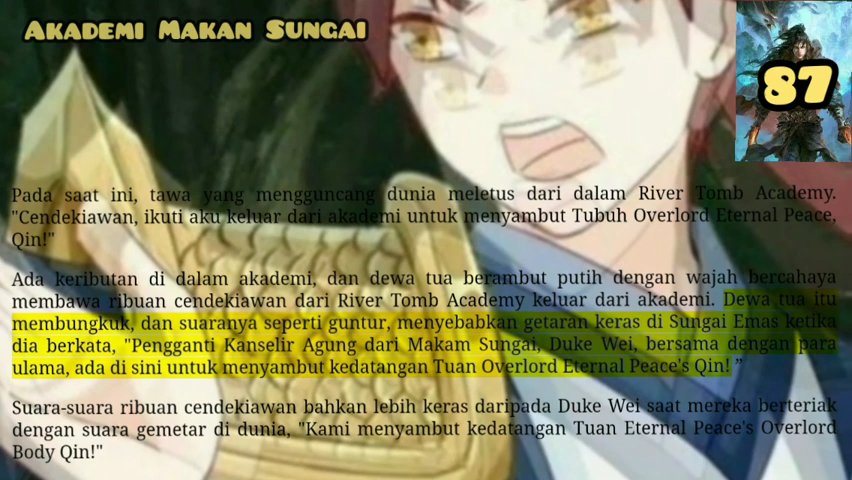 Akademi Makan Sungai
87
Pada saat ini, tawa yang mengguncang dunia meletus dari dalam River Tomb Academy.
"Cendekiawan, ikuti aku keluar dari akademi untuk menyambut Tubuh Overlord Eternal Peace,
Qin!"
Ada keributan di dalam akademi, dan dewa tua berambut putih dengan wajah bercahaya
membawa ribuan cendekiawan dari River Tomb Academy keluar dari akademi. Dewa tua itu
membungkuk, dan suaranya seperti guntur, menyebabkan getaran keras di Sungai Emas ketika
dia berkata, "Pengganti Kanselir Agung dari Makam Sungai, Duke Wei, bersama dengan para
ulama, ada di sini untuk menyambut kedatangan Tuan Overlord Eternal Peace's Qin! ”
Suara-suara ribuan cendekiawan bahkan lebih keras daripada Duke Wei saat mereka berteriak
dengan suara gemetar di dunia, "Kami menyambut kedatangan Tuan Eternal Peace's Overlord
Body Qin!"